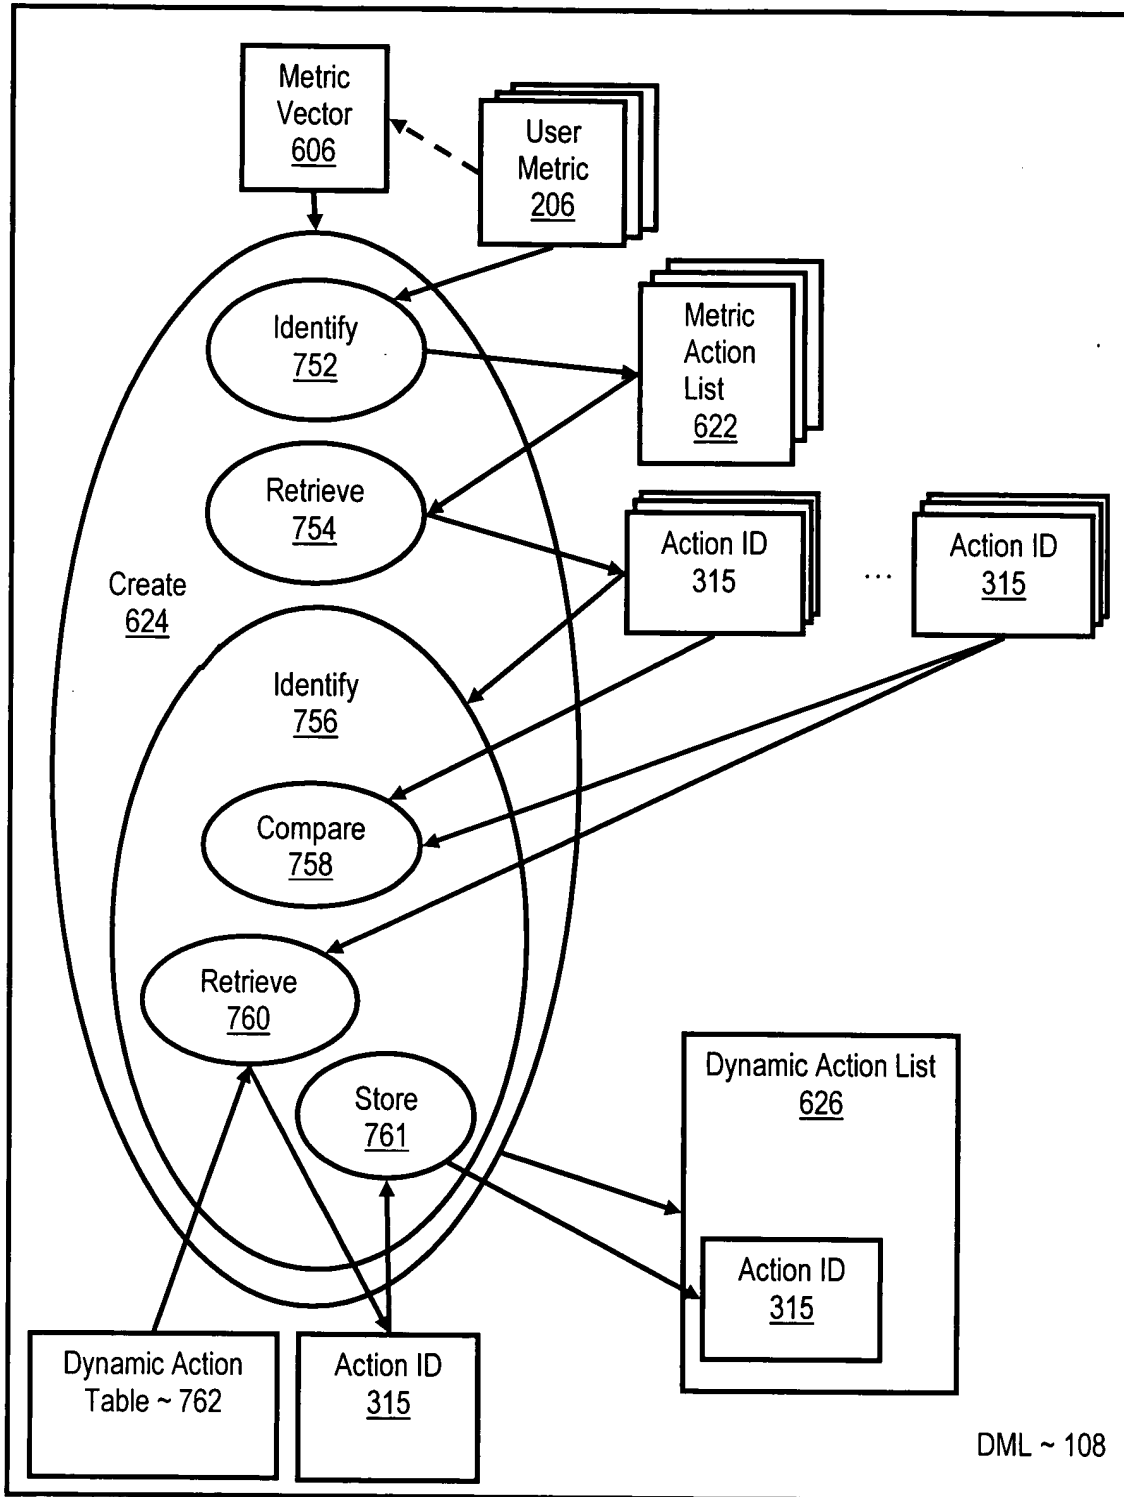 Metric
Vector
606
User
Metric
206
Identify
752
Metric
Action
List
622
Retrieve
754
Action ID
315
...
Action ID
315
Create
624
Identify
756
Compare
758
Retrieve
760
Store
761
Dynamic Action List
626
Action ID
315
Dynamic Action
Table ~ 762
Action ID
315
DML ~ 108